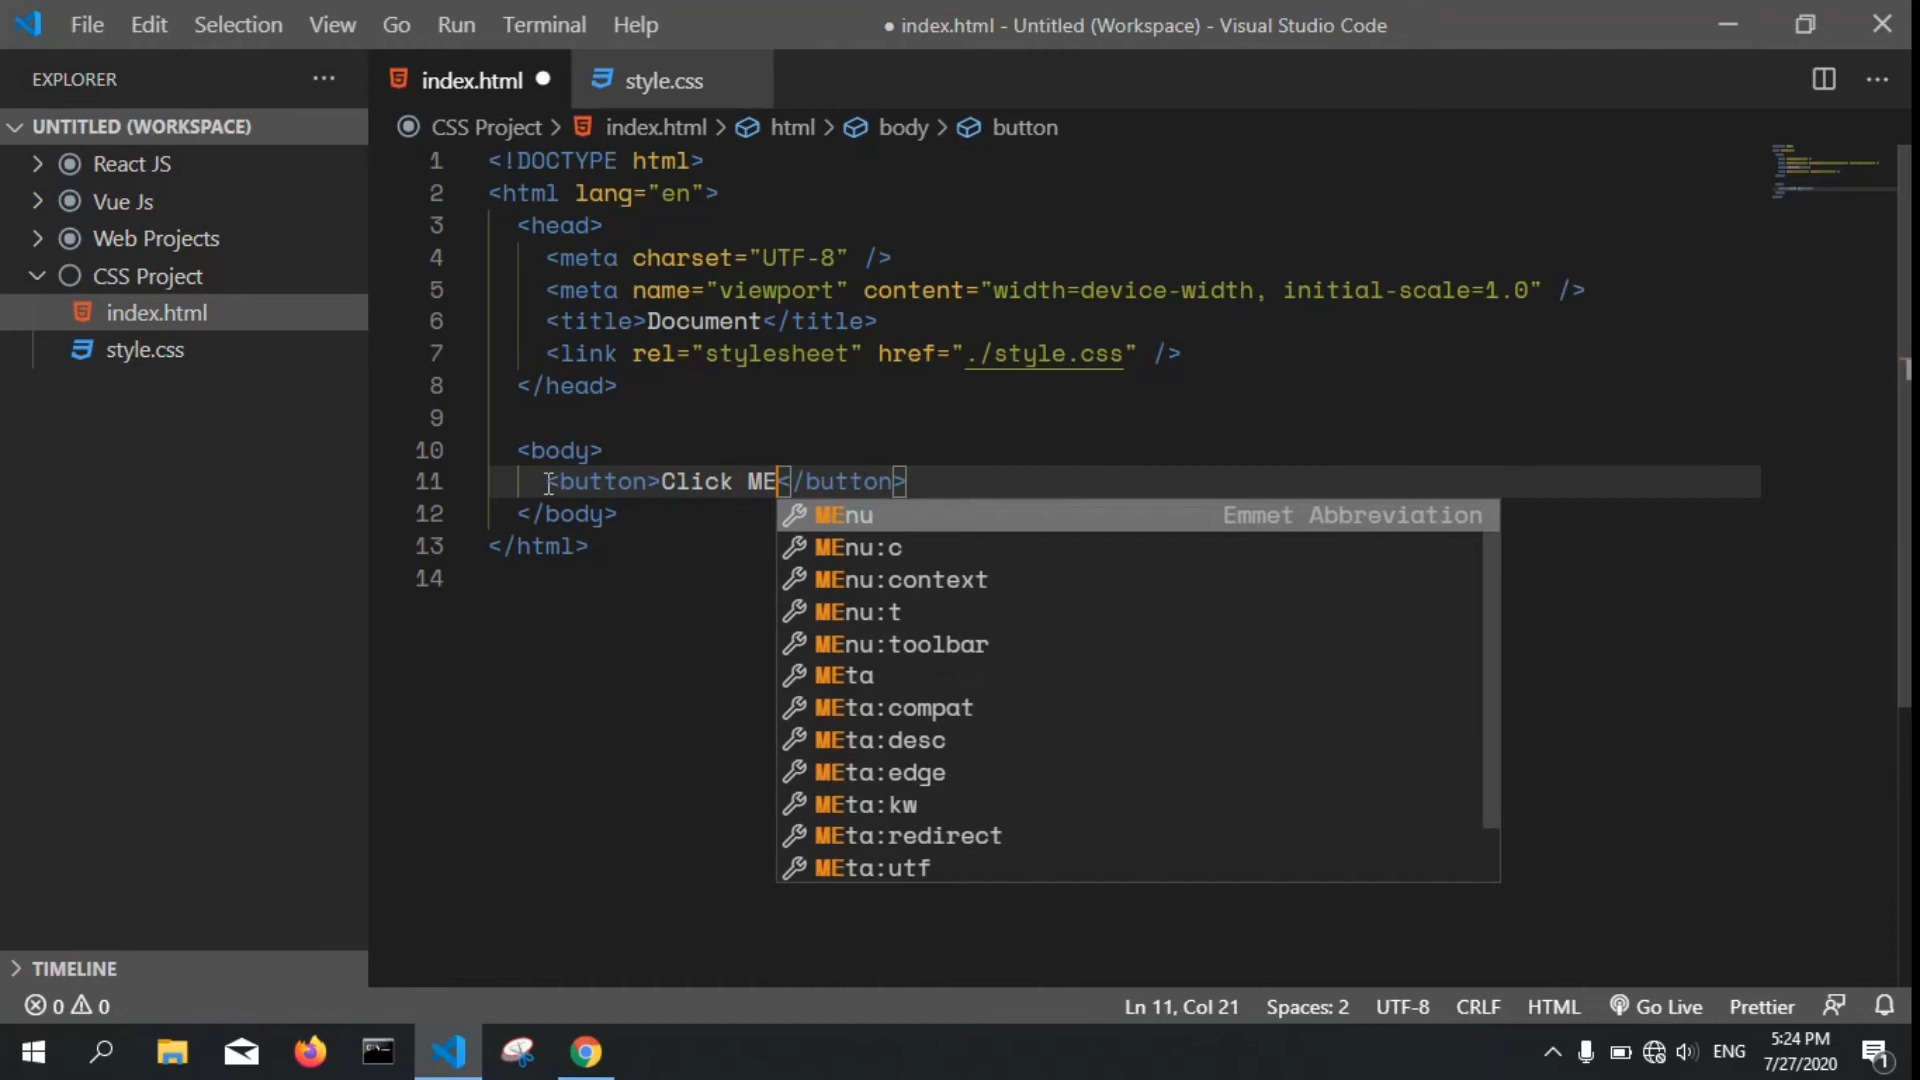 File Edit Selection View Go Run Terminal Help
● index.html - Untitled (Workspace) - Visual Studio Code
EXPLORER
index.html
style.css
UNTITLED (WORKSPACE)
CSS Project > index.html > html > body > button
React JS
Vue Js
Web Projects
CSS Project
index.html
style.css
1 <!DOCTYPE html>
2 <html lang="en">
3 <head>
4 <meta charset="UTF-8" />
5 <meta name="viewport" content="width=device-width, initial-scale=1.0" />
6 <title>Document</title>
7 <link rel="stylesheet" href="./style.css" />
8 </head>
9
10 <body>
11 <button>Click ME</button>
12 </body>
13 </html>
14
MEnu Emmet Abbreviation
MEnu:c
MEnu:context
MEnu:t
MEnu:toolbar
MEta
MEta:compat
MEta:desc
MEta:edge
MEta:kw
MEta:redirect
MEta:utf
TIMELINE
0 0
Ln 11, Col 21 Spaces: 2 UTF-8 CRLF HTML Go Live Prettier
ENG
5:24 PM
7/27/2020
1